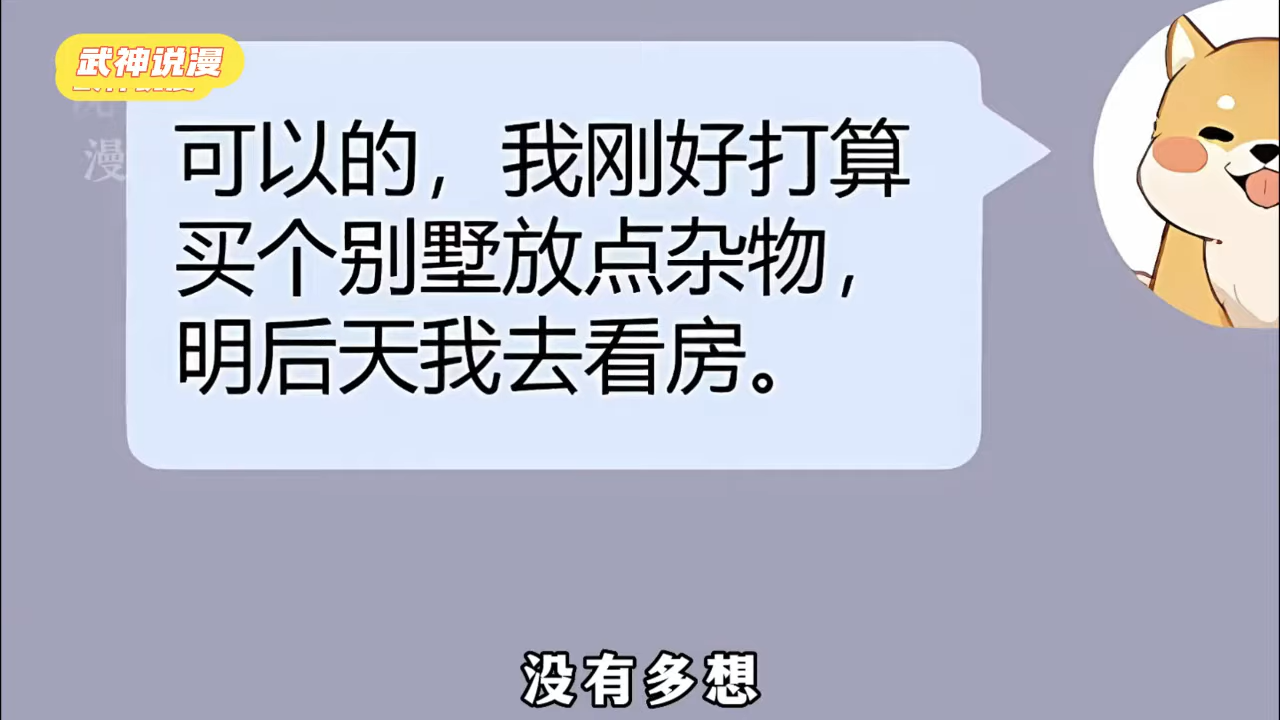 武神说漫
漫
可以的，我刚好打算
买个别墅放点杂物，
明后天我去看房。
没有多想